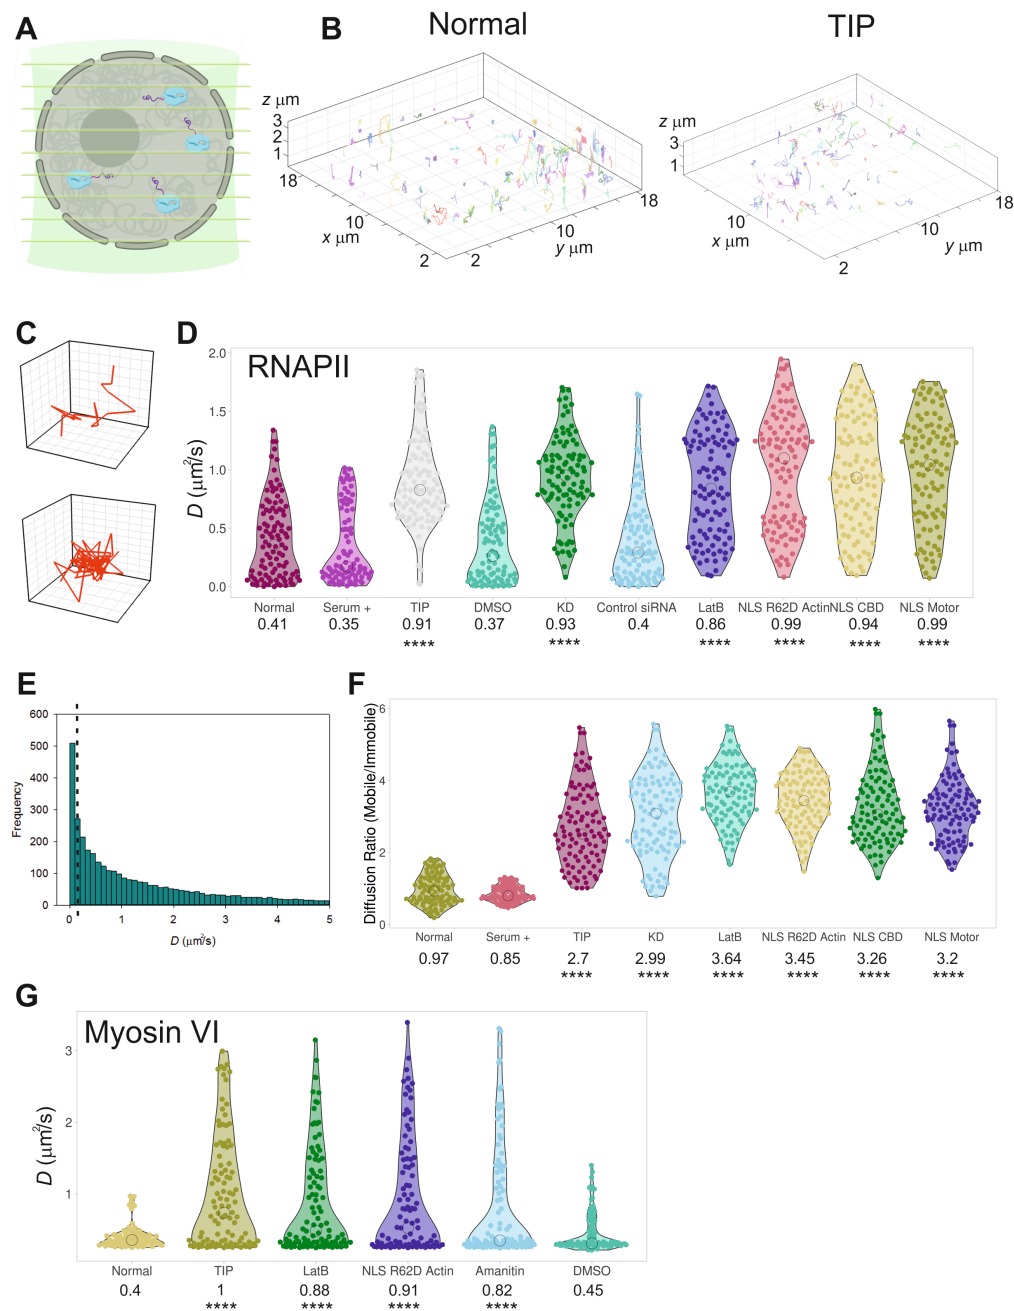 A
B
Normal
TIP
z μm
3
2
1
18
10
x μm
2
2
10
y μm
18
z μm
3
1
10
x μm
2
10
y μm
18
C
D
RNAPII
D (μm²/s)
2.0
1.5
1.0
0.5
0.0
Normal Serum + TIP DMSO KD Control siRNA LatB NLS R62D Actin NLS CBD NLS Motor
0.41 0.35 0.91 0.37 0.93 0.4 0.86 0.99 0.94 0.99
**** **** **** **** **** ****
E
Frequency
600
500
400
300
200
100
0
0 1 2 3 4 5
D (μm²/s)
F
Diffusion Ratio (Mobile/Immobile)
6
4
2
0
Normal Serum + TIP KD LatB NLS R62D Actin NLS CBD NLS Motor
0.97 0.85 2.7 2.99 3.64 3.45 3.26 3.2
**** **** **** **** **** ****
G
Myosin VI
D (μm²/s)
3
2
1
Normal TIP LatB NLS R62D Actin Amanitin DMSO
0.4 1 0.88 0.91 0.82 0.45
**** **** **** ****